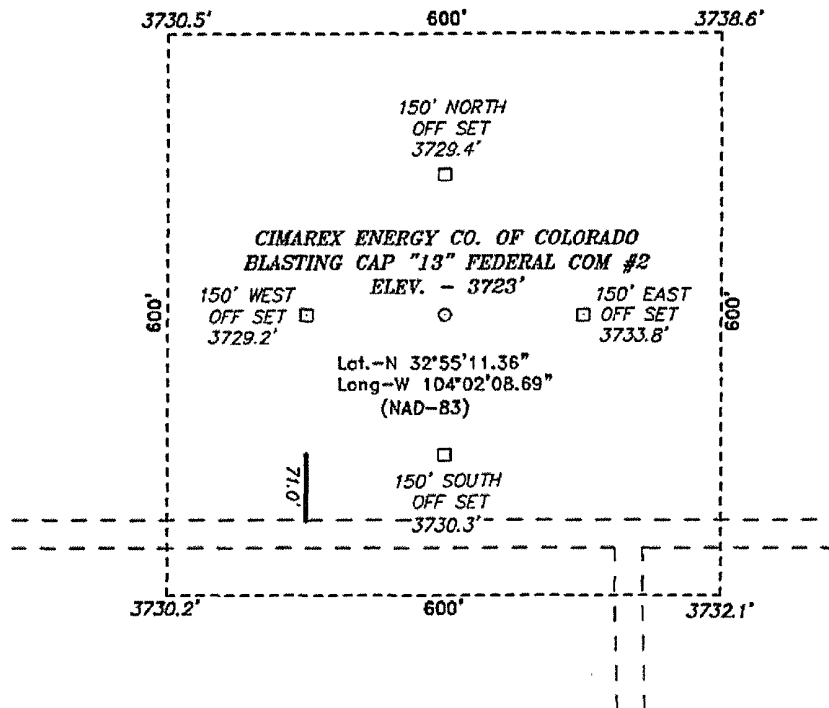 3730.5'
600'
3738.6'
150' NORTH
OFF SET
3729.4'
CIMAREX ENERGY CO. OF COLORADO
BLASTING CAP "13" FEDERAL COM #2
ELEV. - 3723'
600'
150' WEST
OFF SET
3729.2'
150' EAST
OFF SET
3733.8'
600'
Lat.-N 32°55'11.36"
Long-W 104°02'08.69"
(NAD-83)
71.0'
150' SOUTH
OFF SET
3730.3'
3730.2'
600'
3732.1'